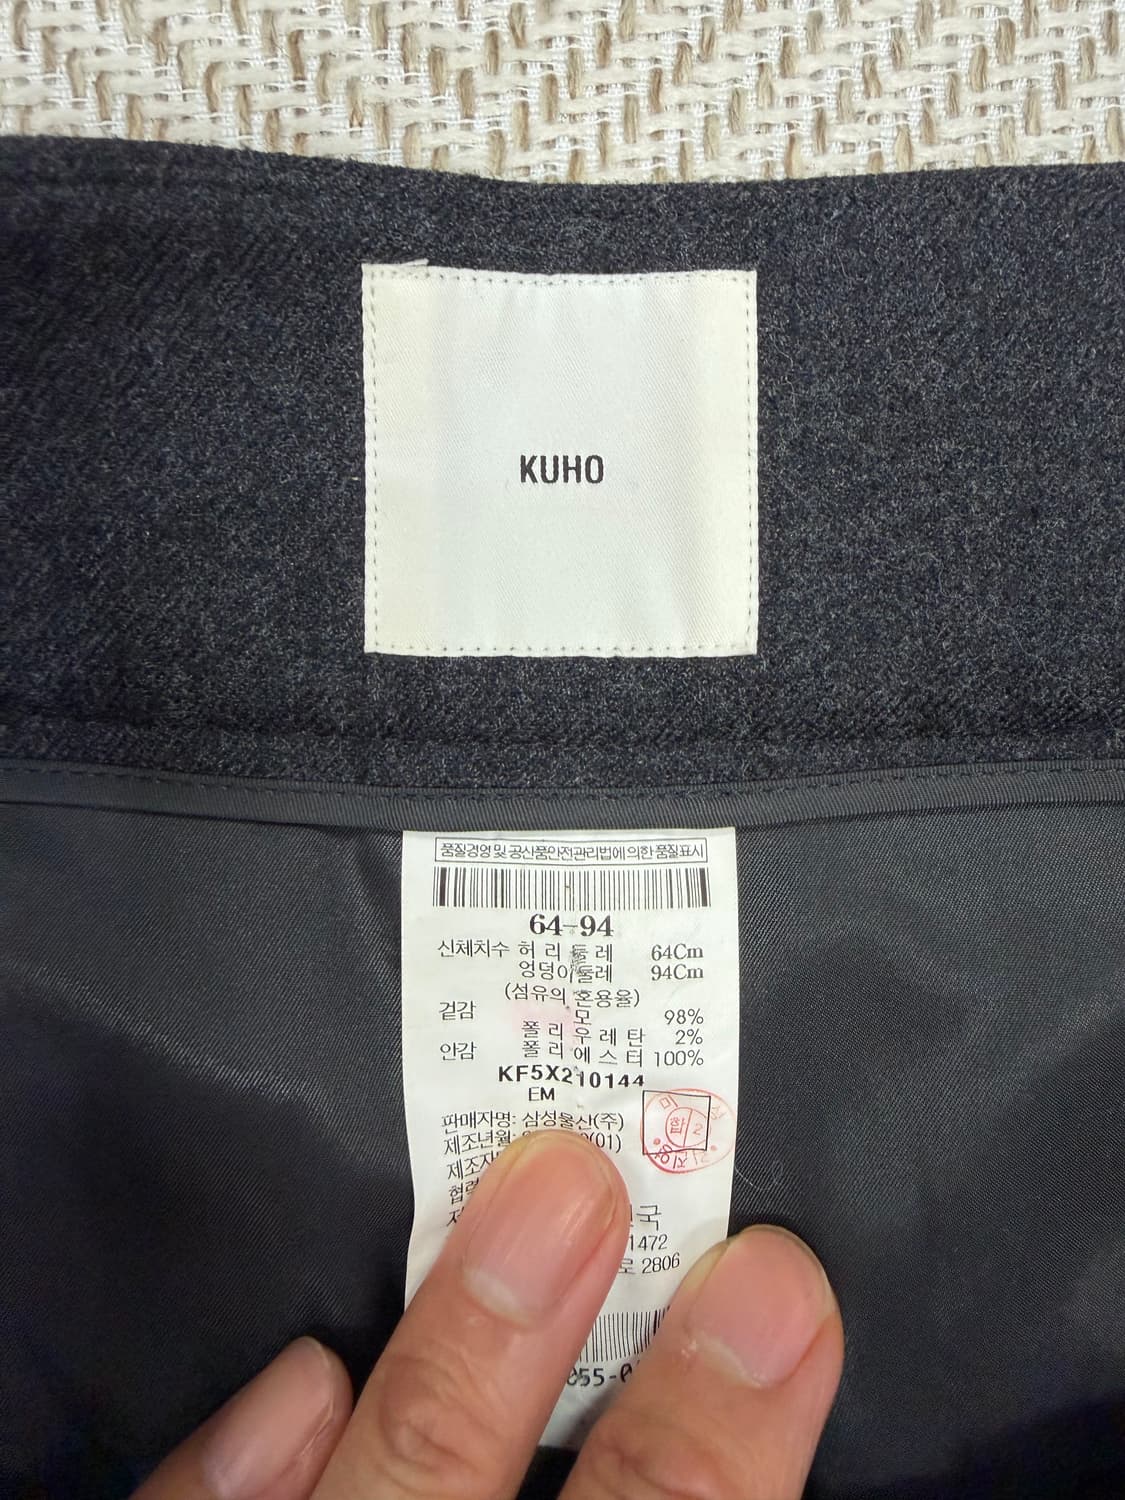 KUHO
품질경영 및 공산품안전관리법에 의한 품질표시
64-94
신체치수 허리둘레 64Cm
엉덩이둘레 94Cm
(섬유의 혼용율)
겉감 모 98%
폴리우레탄 2%
안감 폴리에스터 100%
KF5X210144
EM
판매자명: 삼성물산(주)
제조년월: (01)
국
1472
로 2806
055-0